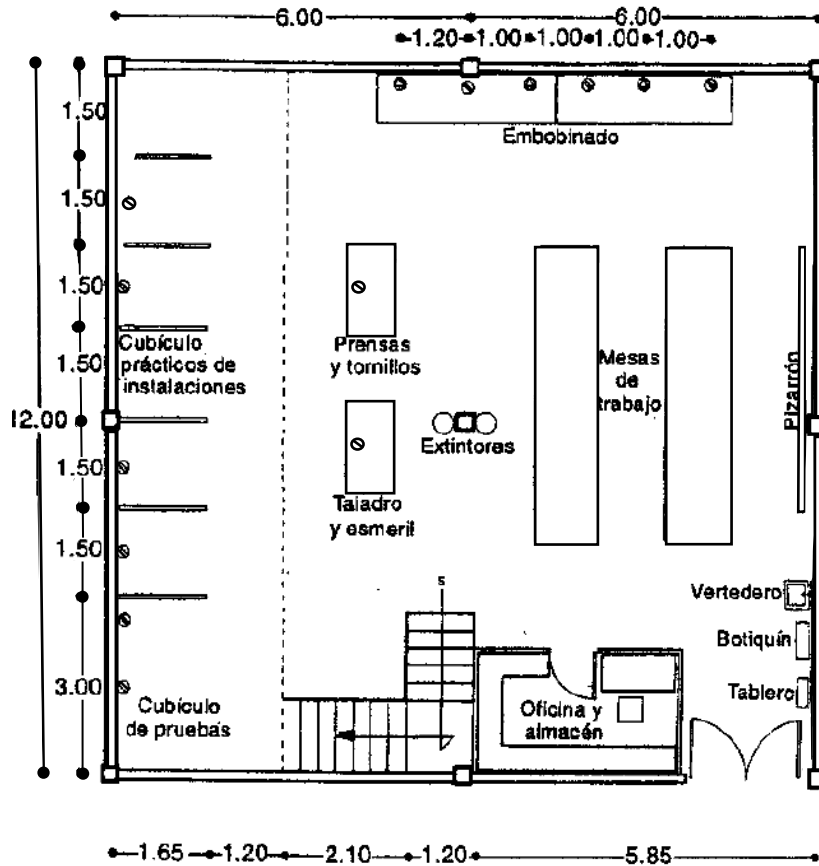 6.00 6.00
1.20 1.00 1.00 1.00 1.00
1.50
Embobinado
1.50
1.50
Cubículo
prácticos de
instalaciones
Prensas
y tornillos
Mesas
de
trabajo
Pizarrón
1.50
12.00
Extintores
1.50
Taladro
y esmeril
1.50
s
Vertedero
Botiquín
Tablero
3.00
Cubículo
de pruebas
Oficina y
almacén
1.65 1.20 2.10 1.20 5.85